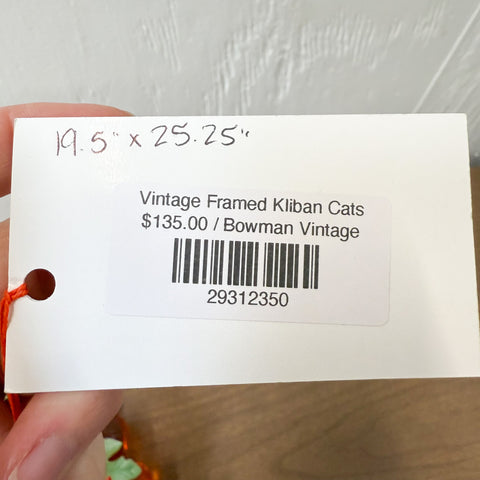 19.5" x 25.25"
Vintage Framed Kliban Cats
$135.00 / Bowman Vintage
29312350